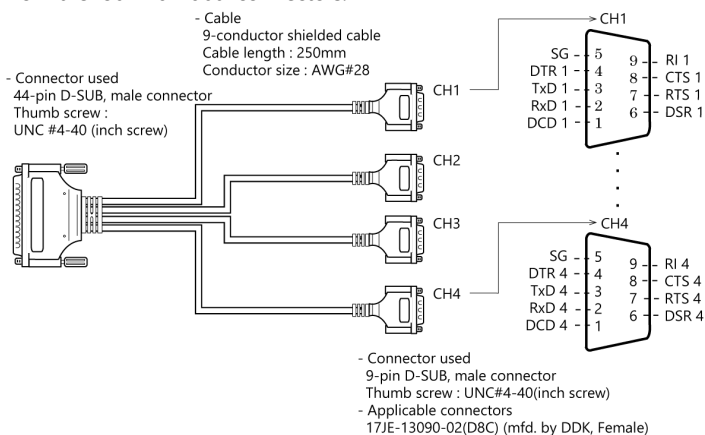 - Cable
9-conductor shielded cable
Cable length : 250mm
Conductor size : AWG#28
- Connector used
44-pin D-SUB, male connector
Thumb screw :
UNC #4-40 (inch screw)
CH1
CH2
CH3
CH4
CH1
SG - - 5
DTR 1 - - 4
TxD 1 - - 3
RxD 1 - - 2
DCD 1 - - 1
9 - - RI 1
8 - - CTS 1
7 - - RTS 1
6 - - DSR 1
CH4
SG - - 5
DTR 4 - - 4
TxD 4 - - 3
RxD 4 - - 2
DCD 4 - - 1
9 - - RI 4
8 - - CTS 4
7 - - RTS 4
6 - - DSR 4
- Connector used
9-pin D-SUB, male connector
Thumb screw : UNC#4-40(inch screw)
- Applicable connectors
17JE-13090-02(D8C) (mfd. by DDK, Female)